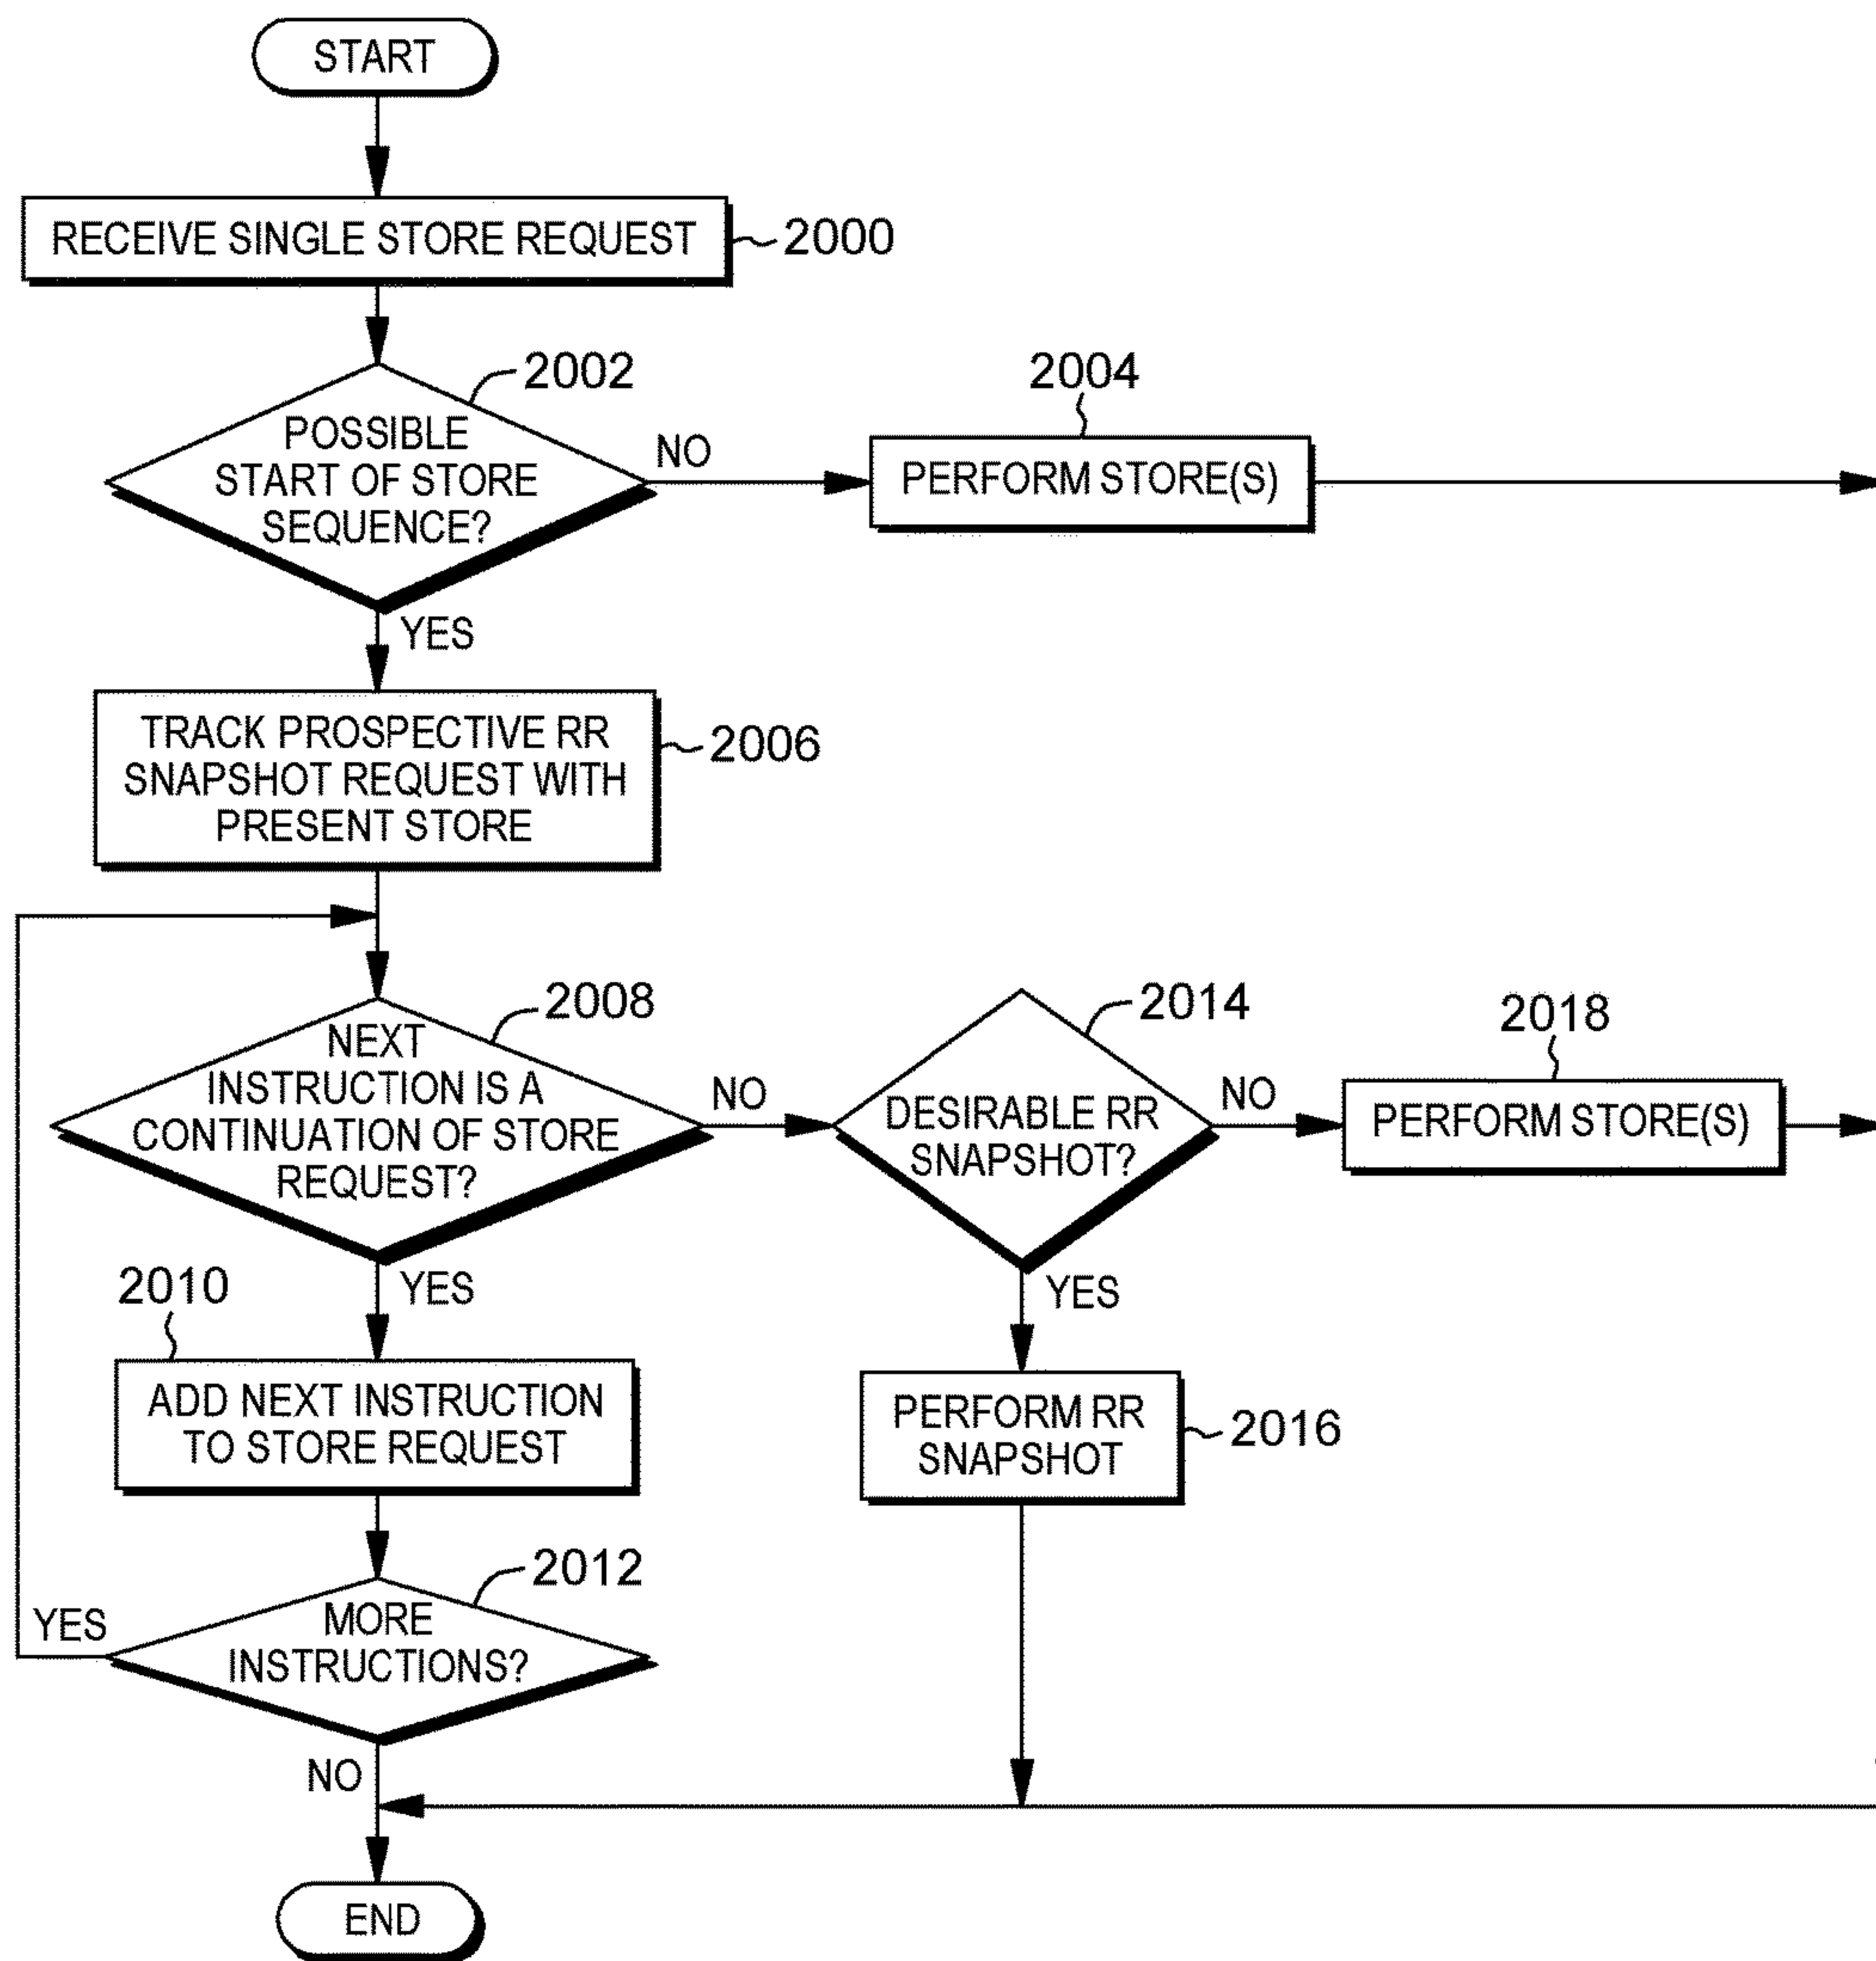 START
RECEIVE SINGLE STORE REQUEST
2000
2002
POSSIBLE
START OF STORE
SEQUENCE?
NO
2004
PERFORM STORE(S)
YES
TRACK PROSPECTIVE RR
SNAPSHOT REQUEST WITH
PRESENT STORE
2006
2008
NEXT
INSTRUCTION IS A
CONTINUATION OF STORE
REQUEST?
NO
2014
DESIRABLE RR
SNAPSHOT?
NO
2018
PERFORM STORE(S)
YES
2010
ADD NEXT INSTRUCTION
TO STORE REQUEST
YES
PERFORM RR
SNAPSHOT
2016
2012
MORE
INSTRUCTIONS?
YES
NO
END